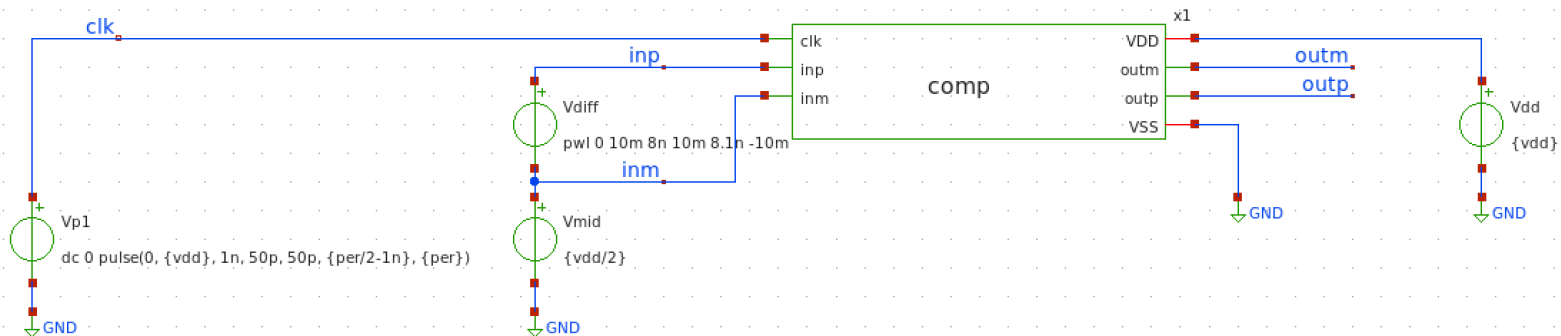 x1
clk
clk VDD
inp outm
inp outm
inm outp
outp
comp
VSS
+
Vdiff
pwl 0 10m 8n 10m 8.1n -10m
+
Vdd
{vdd}
inm
+
Vp1
dc 0 pulse(0, {vdd}, 1n, 50p, 50p, {per/2-1n}, {per})
+
Vmid
{vdd/2}
GND
GND
GND
GND